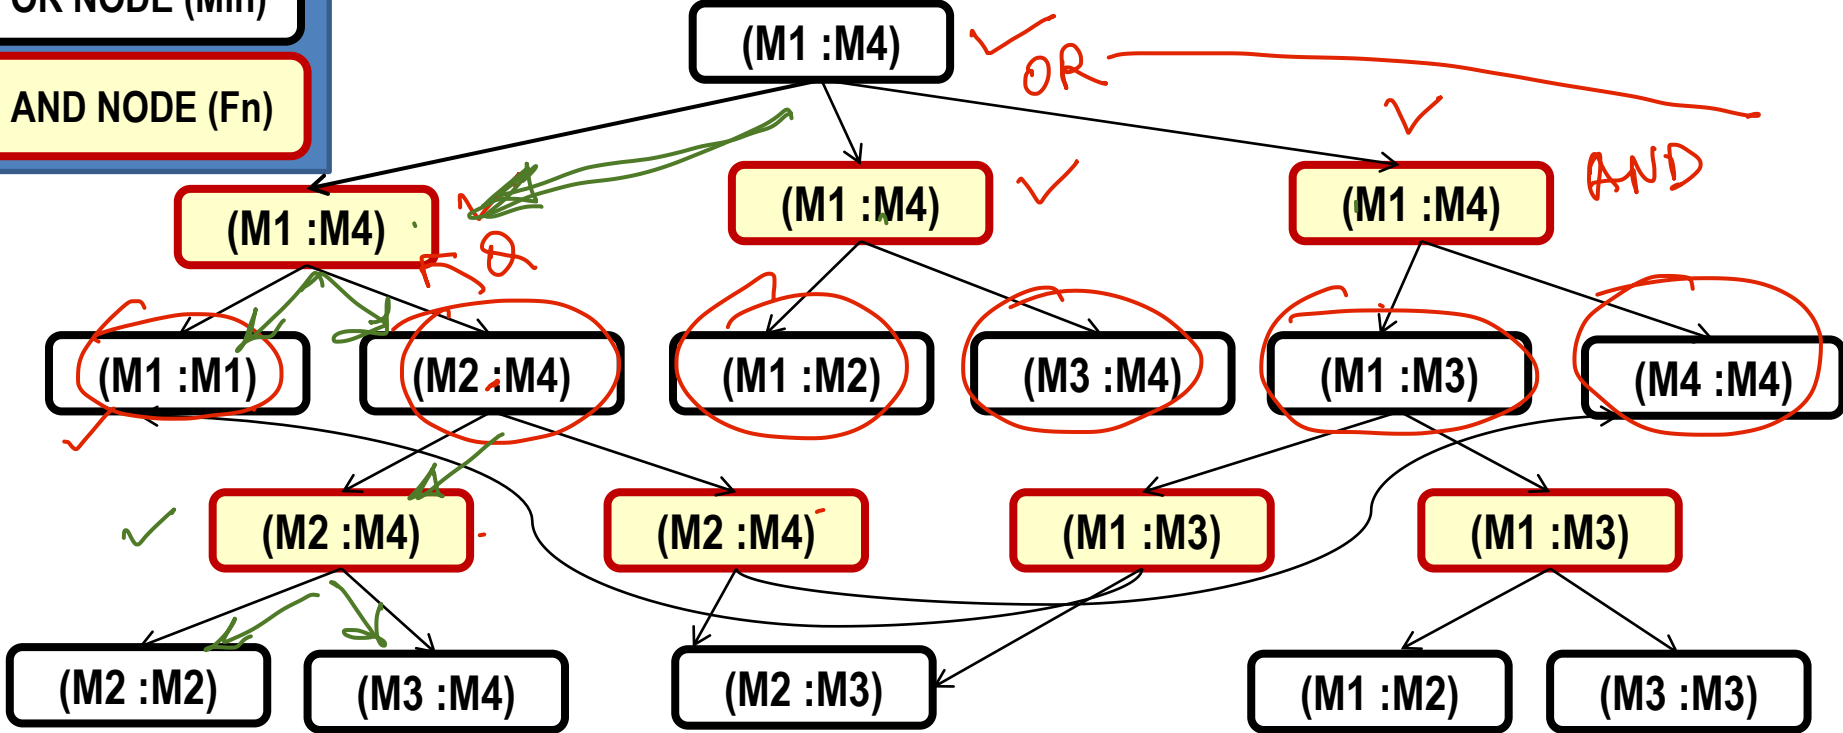 OR NODE (Min)
AND NODE (Fn)
(M1 :M4)
OR
(M1 :M4)
(M1 :M4)
(M1 :M4)
AND
(M1 :M1)
(M2 :M4)
(M1 :M2)
(M3 :M4)
(M1 :M3)
(M4 :M4)
(M2 :M4)
(M2 :M4)
(M1 :M3)
(M1 :M3)
(M2 :M2)
(M3 :M4)
(M2 :M3)
(M1 :M2)
(M3 :M3)